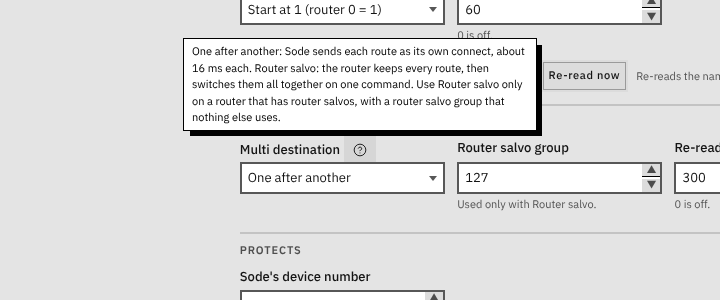 Start at 1 (router 0 = 1)
60
0 is off.
One after another: Sode sends each route as its own connect, about
16 ms each. Router salvo: the router keeps every route, then
switches them all together on one command. Use Router salvo only
on a router that has router salvos, with a router salvo group that
nothing else uses.
Re-read now
Re-reads the nam
Multi destination ?
Router salvo group
Re-read
One after another
127
300
Used only with Router salvo.
0 is off.
PROTECTS
Sode's device number